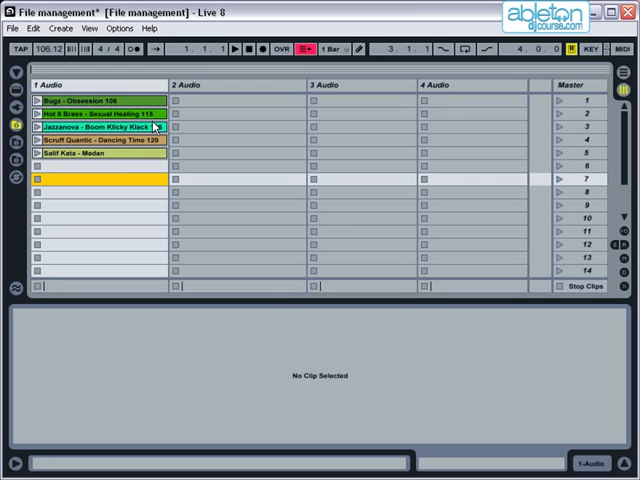 File management* [File management] - Live 8
ableton
djcourse.com
File Edit Create View Options Help
TAP 106.12 4 / 4 1. 1. 1 OVR 1 Bar 3. 1. 1 4. 0. 0 KEY MIDI
1 Audio 2 Audio 3 Audio 4 Audio Master
Bugz - Obsession 106 1
Hot 8 Brass - Sexual Healing 115 2
Jazzanova - Boom Klicky Klack 3
Scruff Quantic - Dancing Time 120 4
Salif Kata - Madan 5
6
7
8
9
10
11
12 S R
13
14
Stop Clips
No Clip Selected
1-Audio